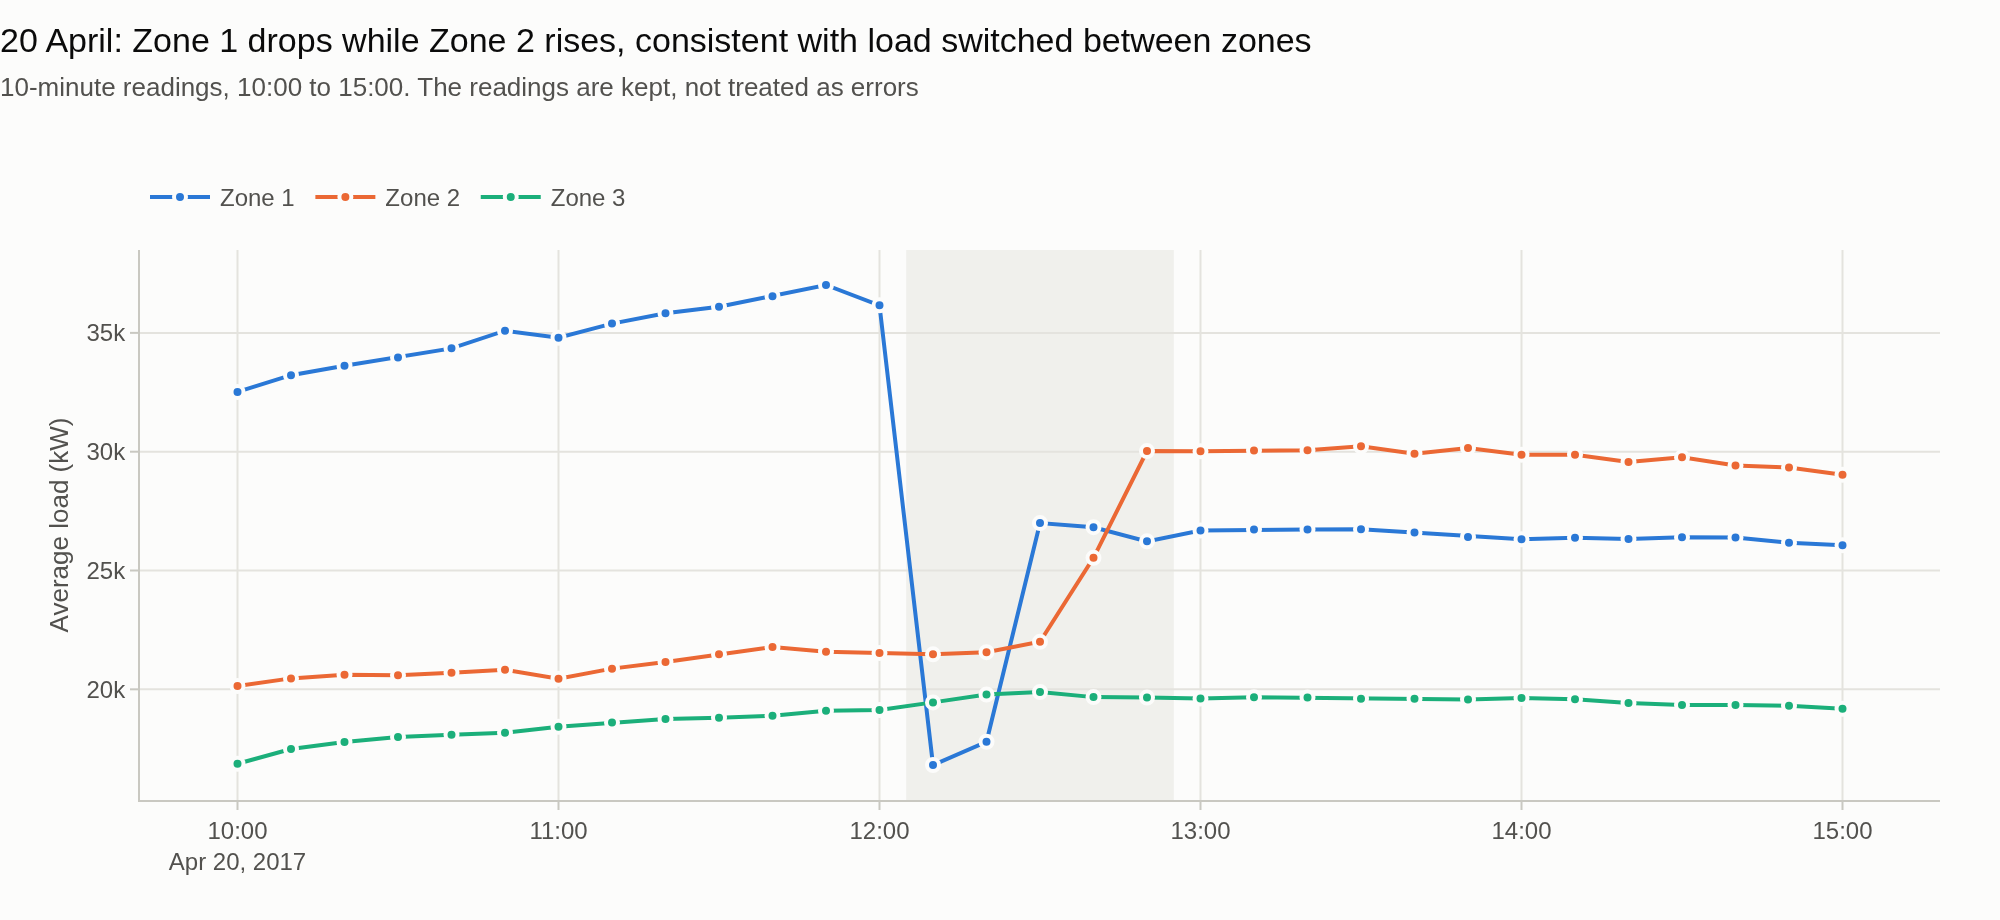 20 April: Zone 1 drops while Zone 2 rises, consistent with load switched between zones
10-minute readings, 10:00 to 15:00. The readings are kept, not treated as errors
Zone 1 Zone 2 Zone 3
Average load (kW)
35k
30k
25k
20k
10:00 11:00 12:00 13:00 14:00 15:00
Apr 20, 2017